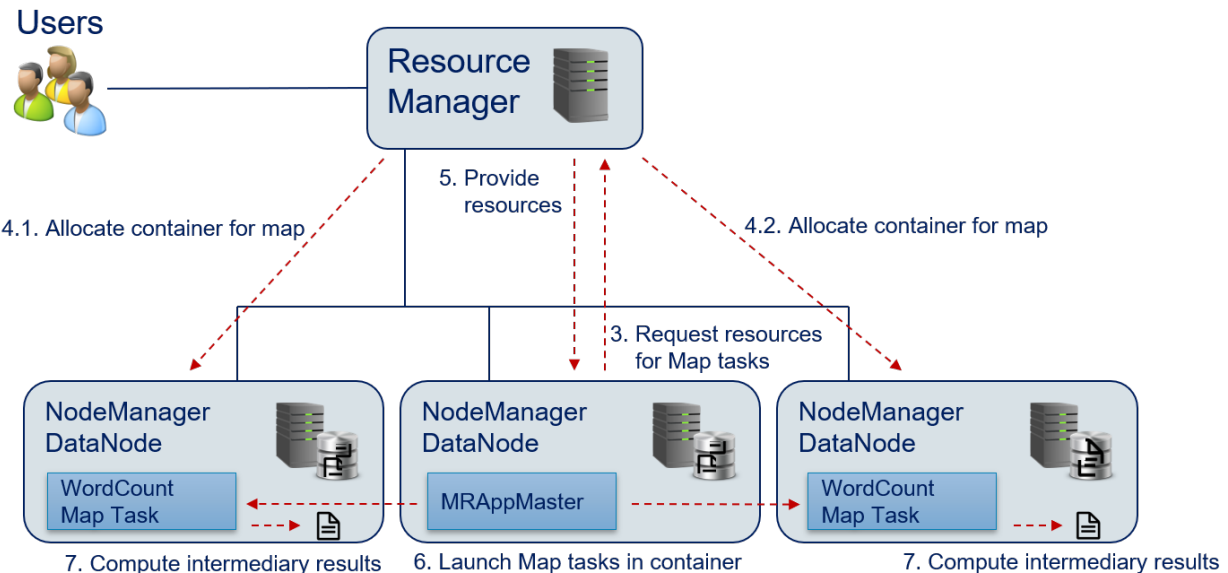 Users
Resource
Manager
5. Provide
resources
4.1. Allocate container for map
4.2. Allocate container for map
3. Request resources
for Map tasks
NodeManager
DataNode
WordCount
Map Task
NodeManager
DataNode
MRAppMaster
NodeManager
DataNode
WordCount
Map Task
7. Compute intermediary results
6. Launch Map tasks in container
7. Compute intermediary results